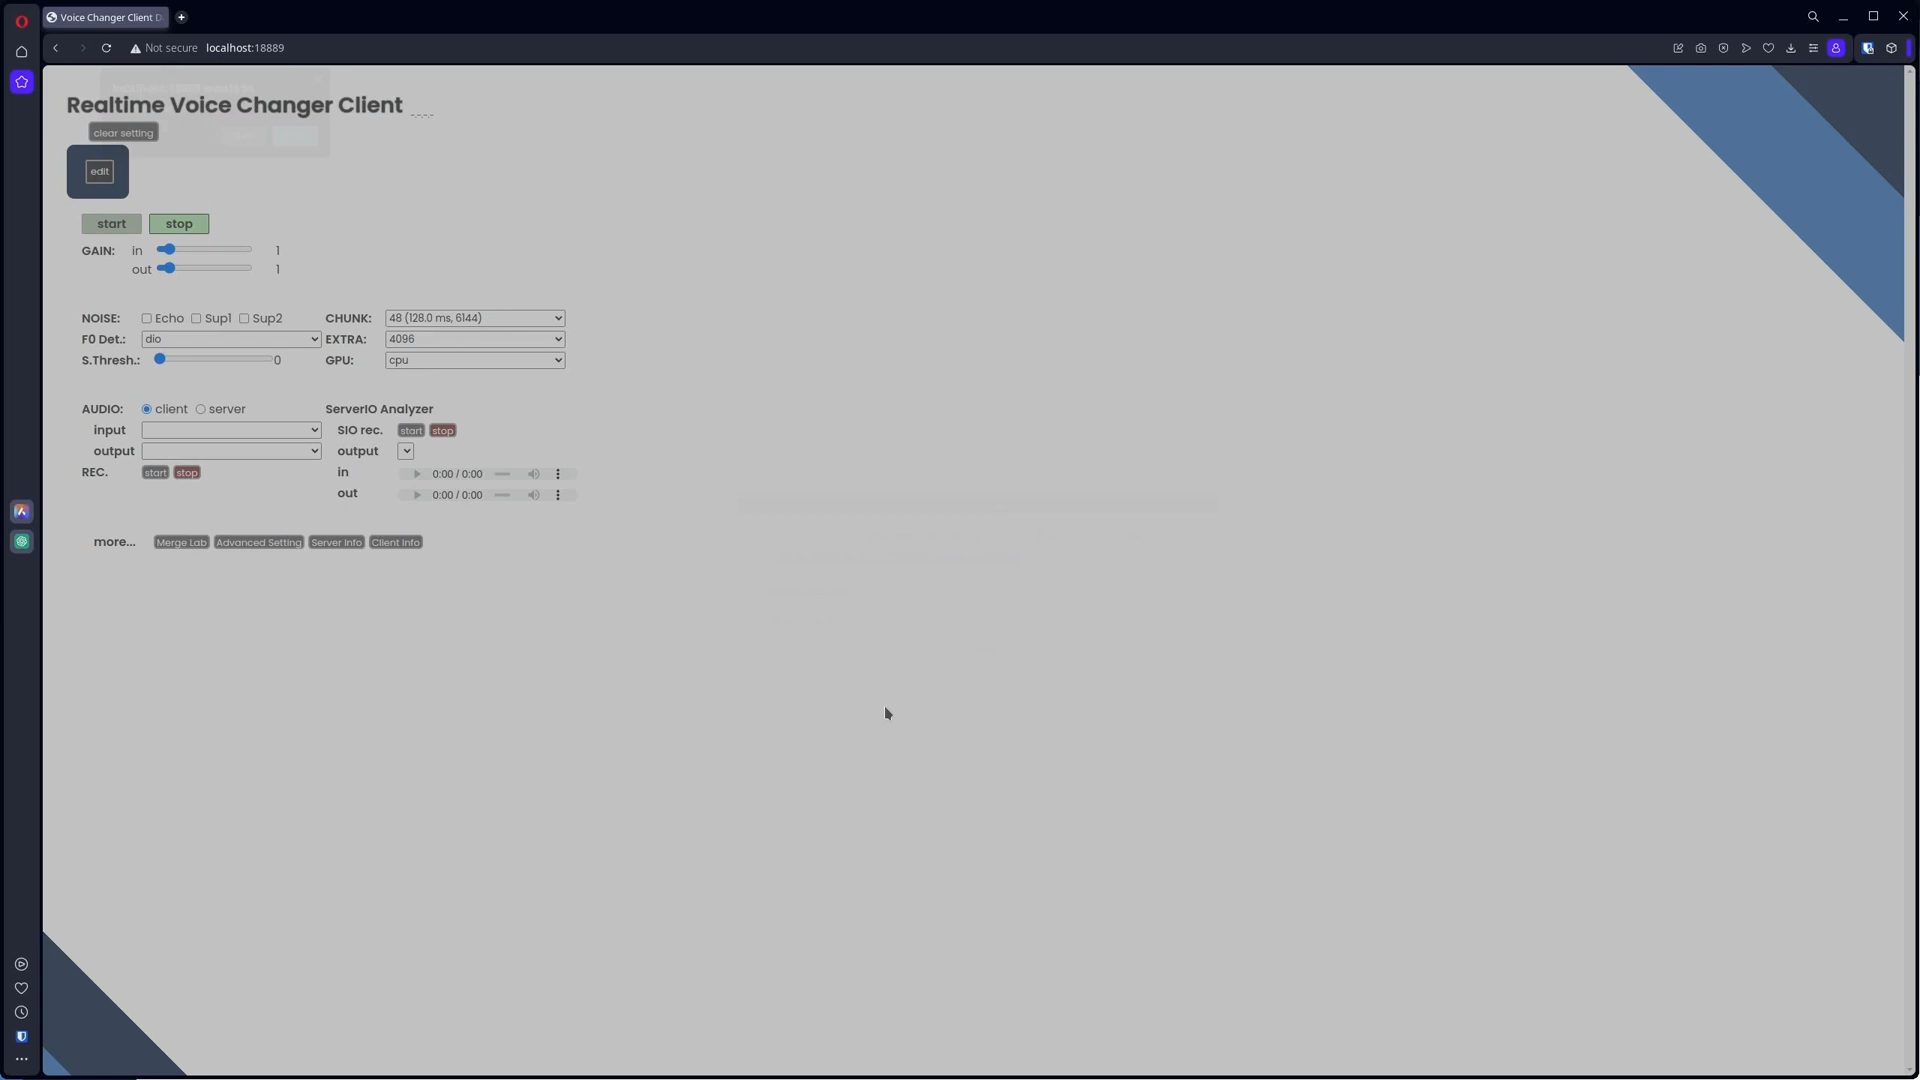 Voice Changer Client D
Not secure localhost:18889
Realtime Voice Changer Client
clear setting
edit
start stop
GAIN: in 1
out 1
NOISE: Echo Sup1 Sup2 CHUNK: 48 (128.0 ms, 6144)
F0 Det.: dio EXTRA: 4096
S.Thresh.: 0 GPU: cpu
AUDIO: client server ServerIO Analyzer
input SIO rec. start stop
output output
REC. start stop in 0:00 / 0:00
out 0:00 / 0:00
more... Merge Lab Advanced Setting Server Info Client Info